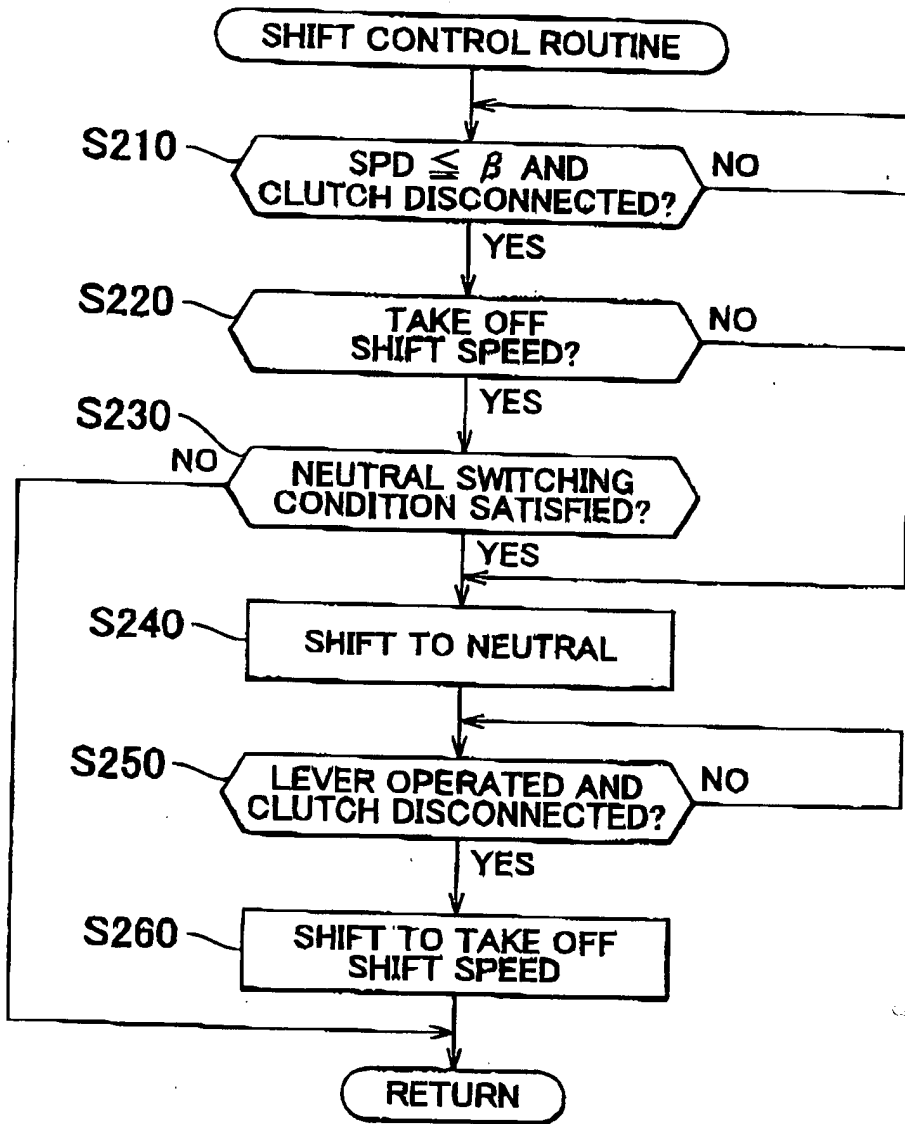 SHIFT CONTROL ROUTINE
S210
SPD ≦ β AND
CLUTCH DISCONNECTED?
NO
YES
S220
TAKE OFF
SHIFT SPEED?
NO
YES
S230
NO
NEUTRAL SWITCHING
CONDITION SATISFIED?
YES
S240
SHIFT TO NEUTRAL
S250
LEVER OPERATED AND
CLUTCH DISCONNECTED?
NO
YES
S260
SHIFT TO TAKE OFF
SHIFT SPEED
RETURN